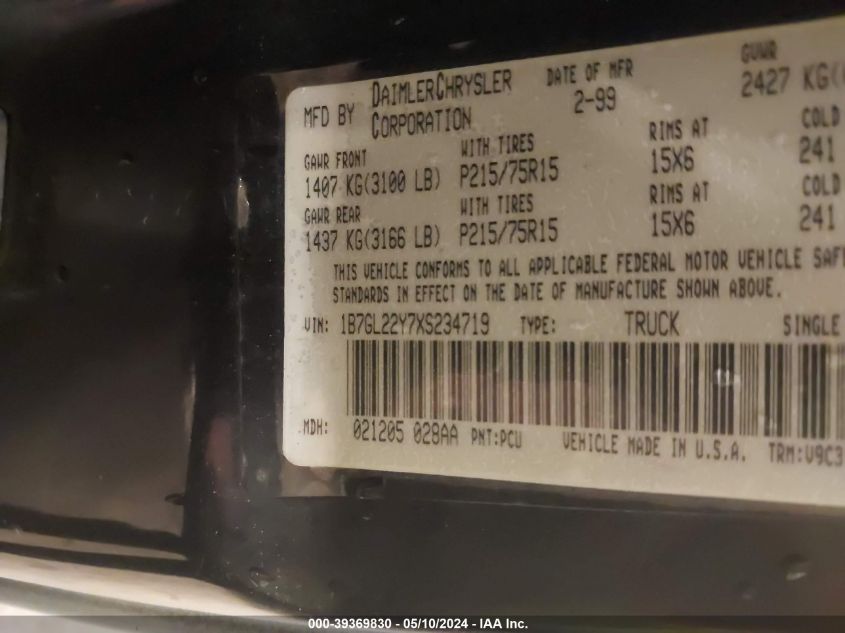 MFD BY DAIMLERCHRYSLER CORPORATION DATE OF MFR 2-99 GVWR 2427 KG(
GAWR FRONT WITH TIRES RIMS AT COLD
1407 KG(3100 LB) P215/75R15 15X6 241
GAWR REAR WITH TIRES RIMS AT COLD
1437 KG(3166 LB) P215/75R15 15X6 241
THIS VEHICLE CONFORMS TO ALL APPLICABLE FEDERAL MOTOR VEHICLE SAF
STANDARDS IN EFFECT ON THE DATE OF MANUFACTURE SHOWN ABOVE.
VIN: 1B7GL22Y7XS234719 TYPE: TRUCK SINGLE
MDH: 021205 028AA PNT:PCU VEHICLE MADE IN U.S.A. TRM:V9C3
000-39369830 - 05/10/2024 - IAA Inc.